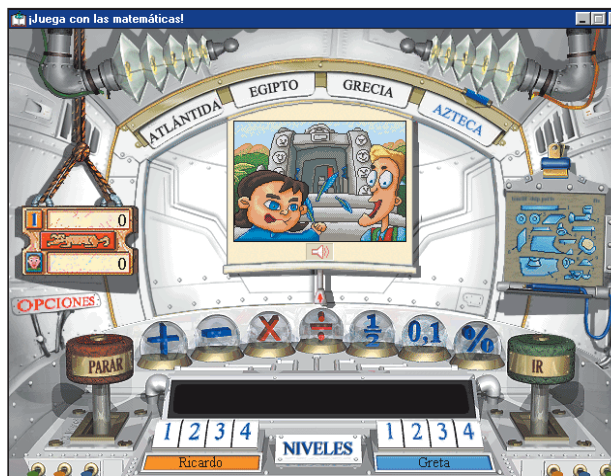 ¡Juega con las matemáticas!
ATLÁNTIDA
EGIPTO
GRECIA
AZTECA
1 0
0
OPCIONES
+ - × ÷ 1/2 0,1 %
PARAR
IR
1 2 3 4
NIVELES
1 2 3 4
Ricardo
Greta